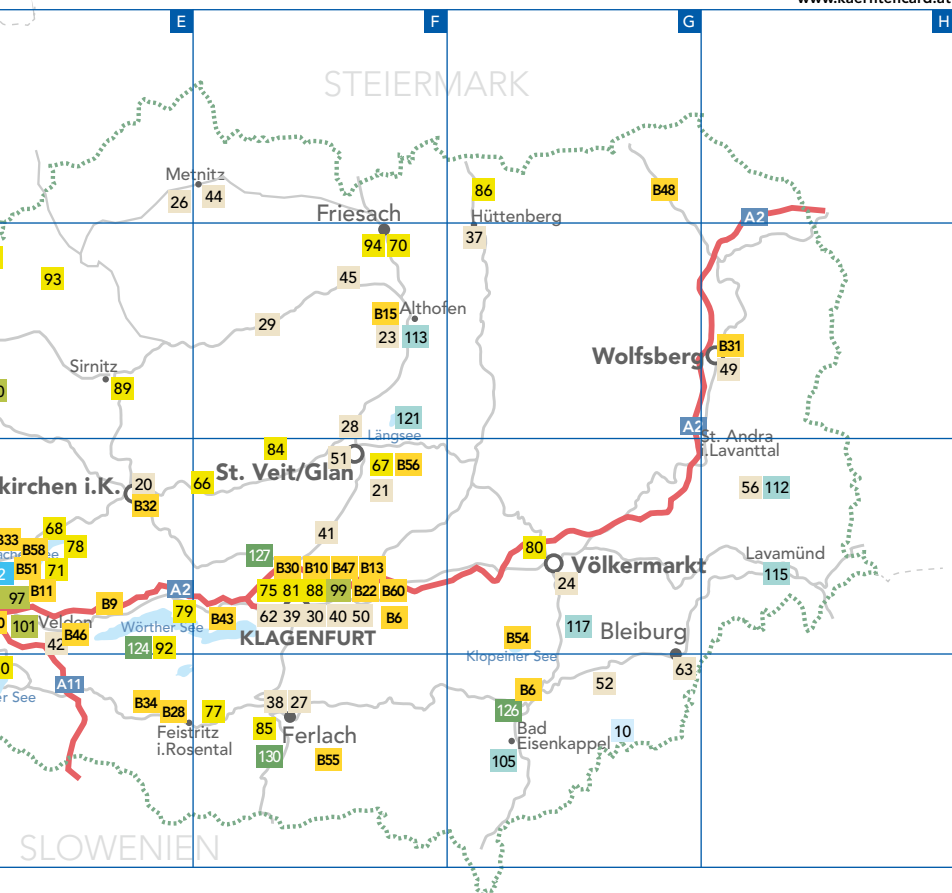 www.kaerntencard.at
E
F
G
H
STEIERMARK
Metnitz
26
44
86
B48
Friesach
Hüttenberg
A2
94
70
37
93
45
29
B15
Althofen
23
113
B31
Wolfsberg
49
Sirnitz
89
121
28
Längsee
A2
St. Andra
i.Lavanttal
84
51
67
B56
St. Veit/Glan
66
21
56
112
kirchen i.K.
20
B32
68
41
B33
B58
78
127
80
Lavamünd
B51
71
B30
B10
B47
B13
Völkermarkt
24
115
97
B11
A2
75
81
88
99
B22
B60
B9
79
B43
62
39
30
40
50
B6
101
Velden
B46
Wörther See
KLAGENFURT
117
Bleiburg
42
124
92
B54
Klopeiner See
63
A11
52
er See
B34
B28
77
38
27
B6
126
Feistritz
i.Rosental
85
Ferlach
Bad
Eisenkappel
10
130
B55
105
SLOWENIEN